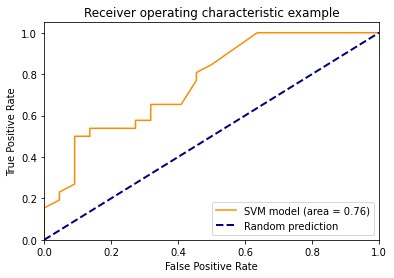 Receiver operating characteristic example
True Positive Rate
1.0
0.8
0.6
0.4
0.2
0.0
SVM model (area = 0.76)
Random prediction
0.0 0.2 0.4 0.6 0.8 1.0
False Positive Rate